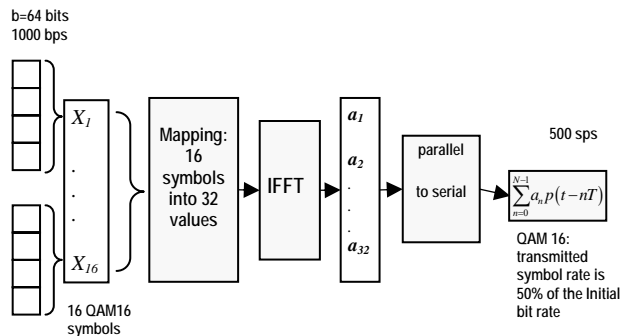 b=64 bits
1000 bps
X1
.
.
.
X16
16 QAM16
symbols
Mapping:
16
symbols
into 32
values
IFFT
a1
a2
.
.
.
a32
parallel
to serial
500 sps
∑_{n=0}^{N−1} a_n p(t−nT)
QAM 16:
transmitted
symbol rate is
50% of the Initial
bit rate